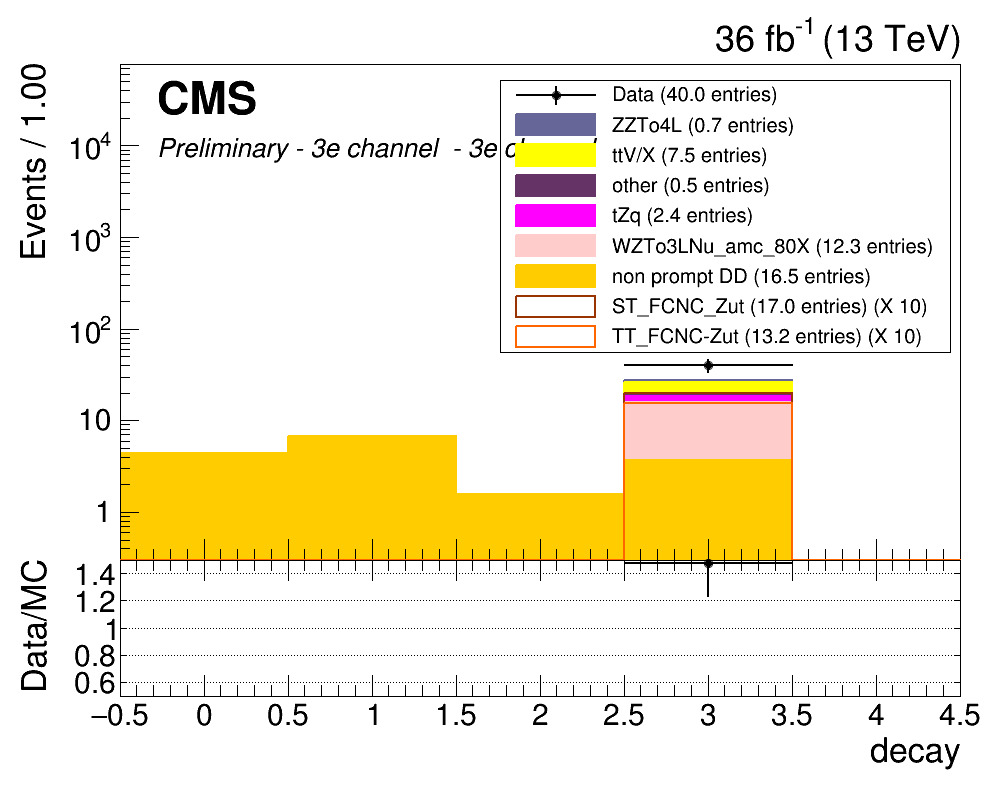 36 fb-1 (13 TeV)
Events / 1.00
CMS
Preliminary - 3e channel - 3e
Data (40.0 entries)
ZZTo4L (0.7 entries)
ttV/X (7.5 entries)
other (0.5 entries)
tZq (2.4 entries)
WZTo3LNu_amc_80X (12.3 entries)
non prompt DD (16.5 entries)
ST_FCNC_Zut (17.0 entries) (X 10)
TT_FCNC-Zut (13.2 entries) (X 10)
10^4
10^3
10^2
10
1
Data/MC
1.4
1.2
1
0.8
0.6
−0.5 0 0.5 1 1.5 2 2.5 3 3.5 4 4.5
decay